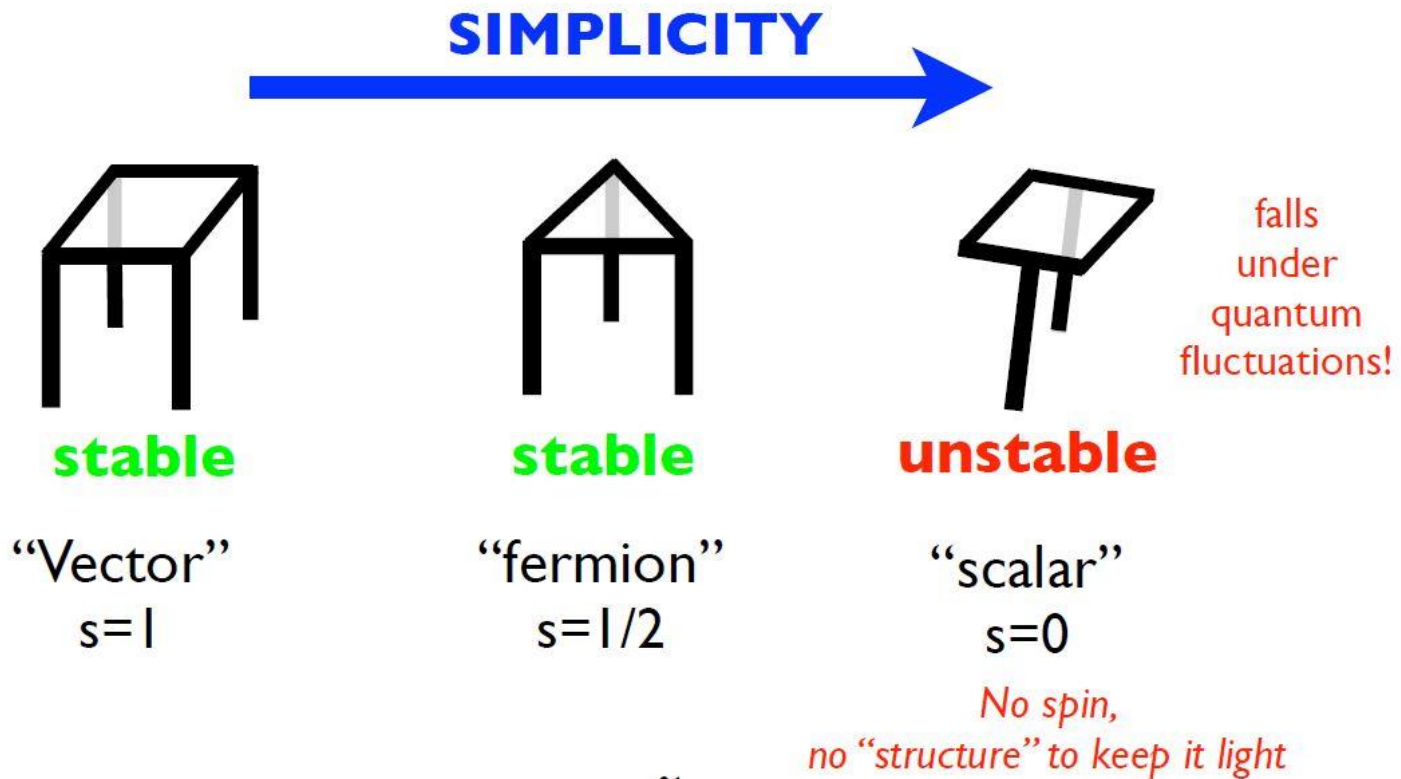 SIMPLICITY
falls
under
quantum
fluctuations!
stable
stable
unstable
“Vector”
s=1
“fermion”
s=1/2
“scalar”
s=0
No spin,
no “structure” to keep it light